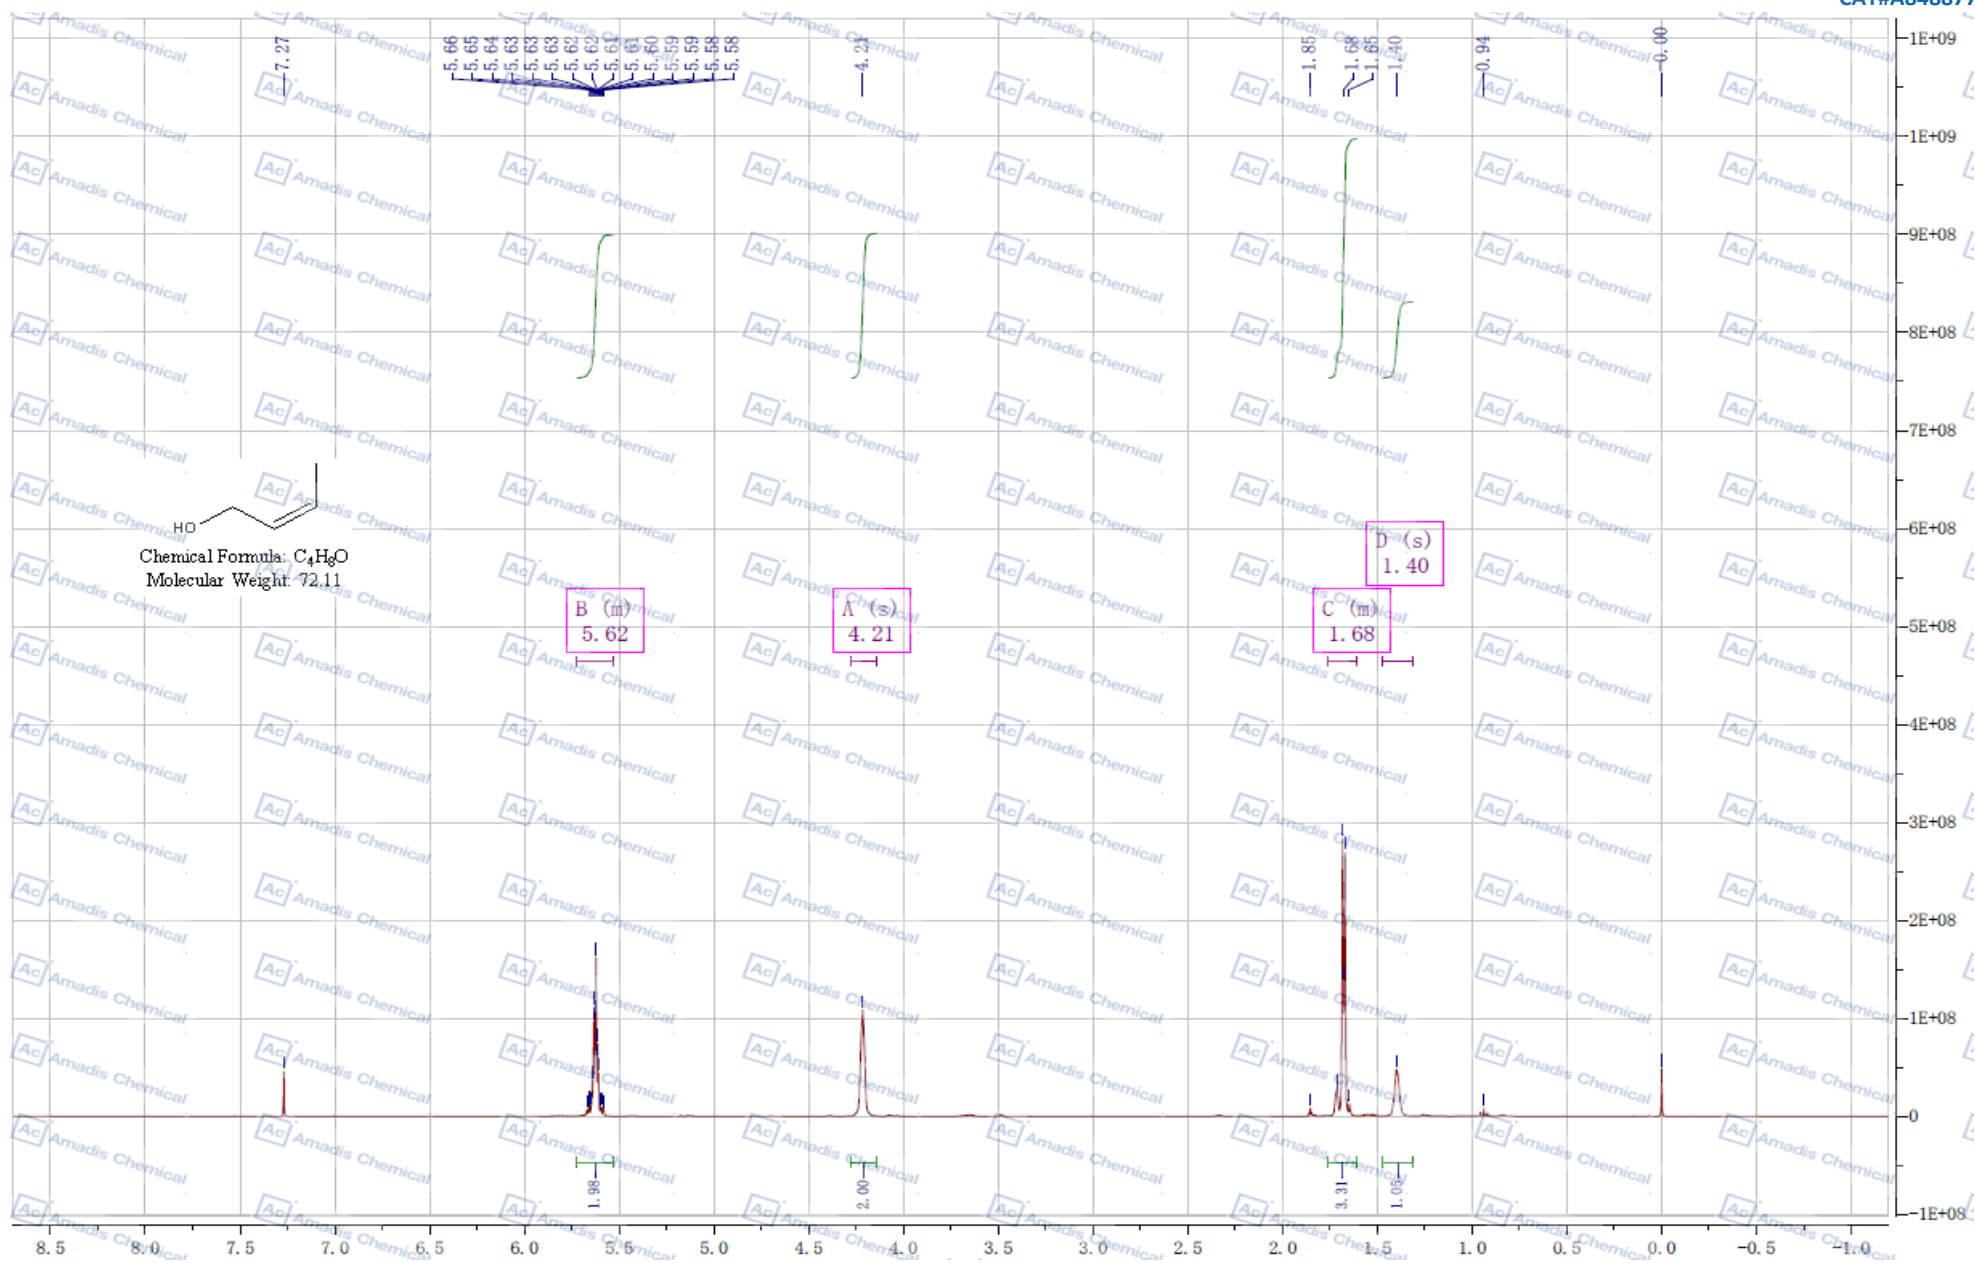 7.27
5.66
5.65
5.64
5.63
5.63
5.63
5.62
5.62
5.61
5.61
5.60
5.59
5.59
5.58
5.58
4.21
1.85
1.68
1.65
1.40
0.94
-0.00
1E+09
1E+09
9E+08
8E+08
7E+08
6E+08
5E+08
4E+08
3E+08
2E+08
1E+08
0
-1E+08
HO
Chemical Formula: C₄H₈O
Molecular Weight: 72.11
D (s)
1.40
B (m)
5.62
A (s)
4.21
C (m)
1.68
1.98
2.00
3.31
1.05
8.5 8.0 7.5 7.0 6.5 6.0 5.5 5.0 4.5 4.0 3.5 3.0 2.5 2.0 1.5 1.0 0.5 0.0 -0.5 -1.0
Ac Amadis Chemical